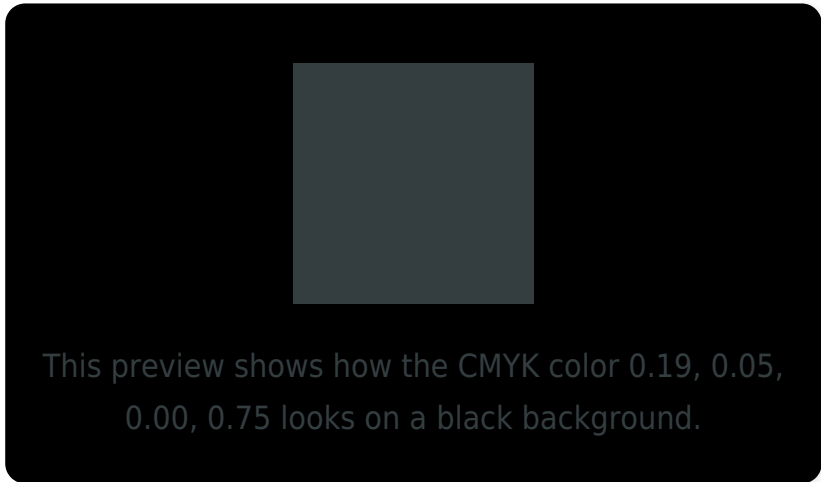 This preview shows how the CMYK color 0.19, 0.05,
0.00, 0.75 looks on a black background.